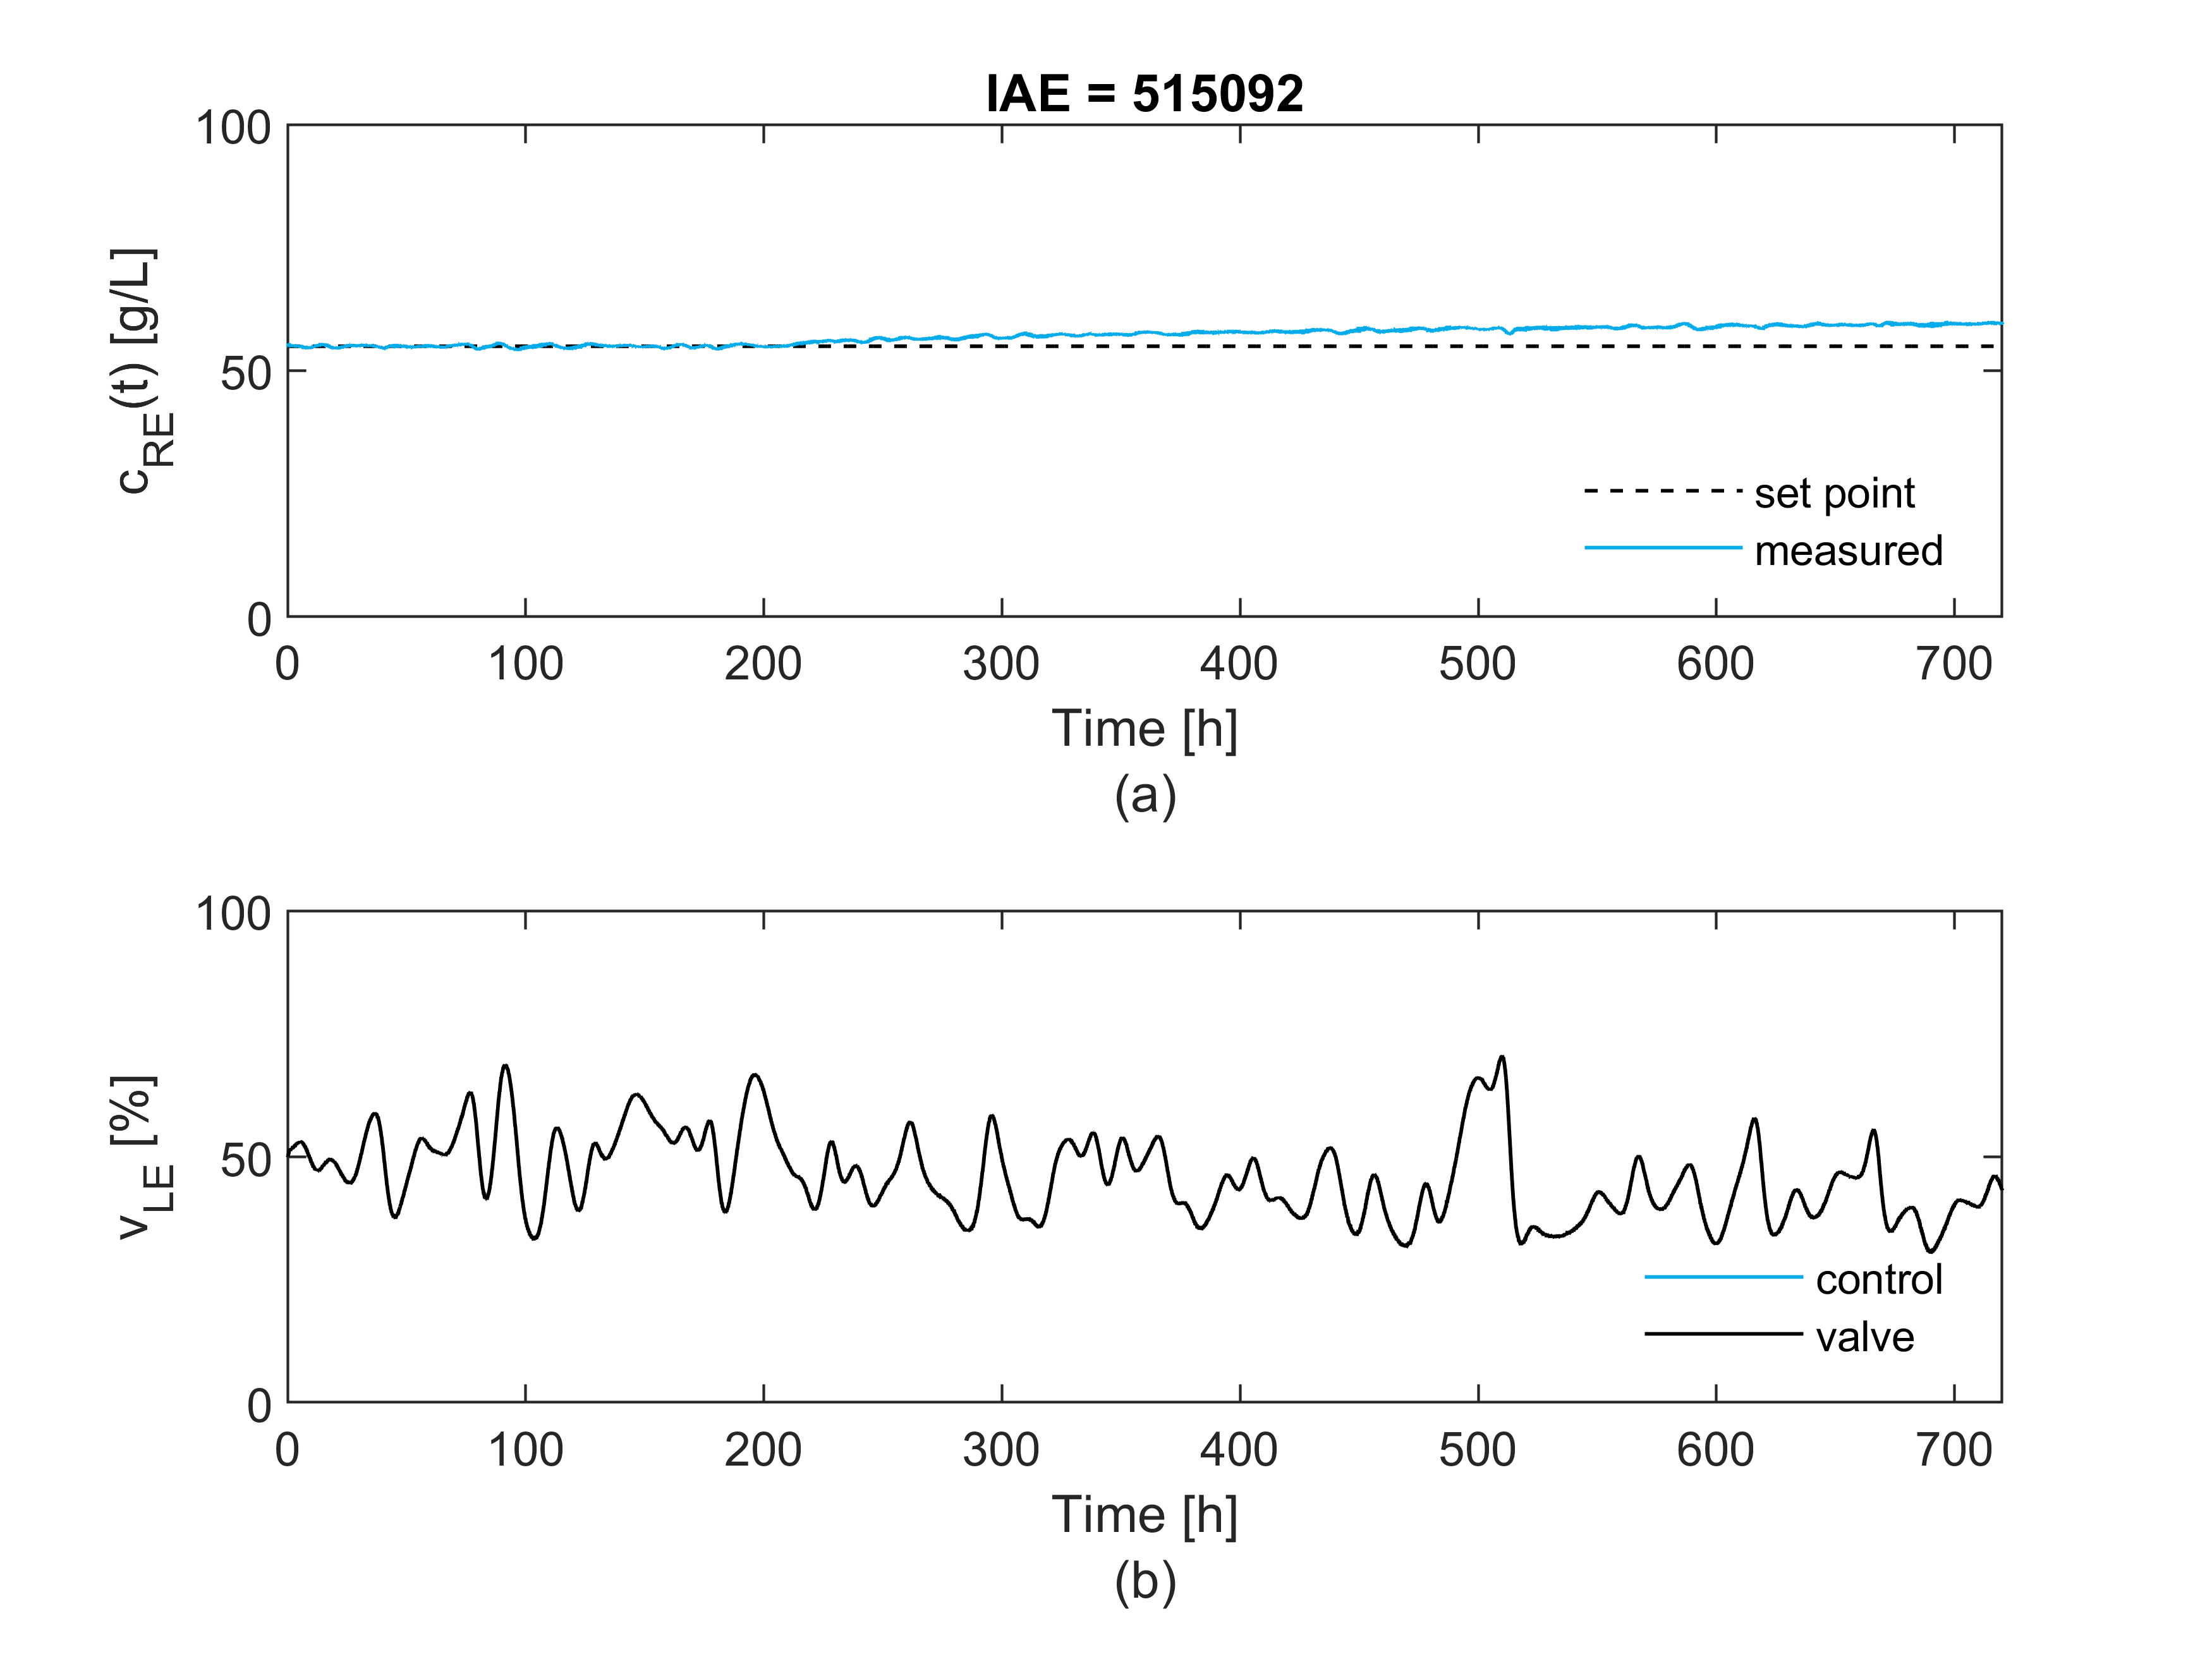 IAE = 515092
100
50
0
c_RE(t) [g/L]
set point
measured
0 100 200 300 400 500 600 700
Time [h]
(a)
100
50
0
v_LE [%]
control
valve
0 100 200 300 400 500 600 700
Time [h]
(b)